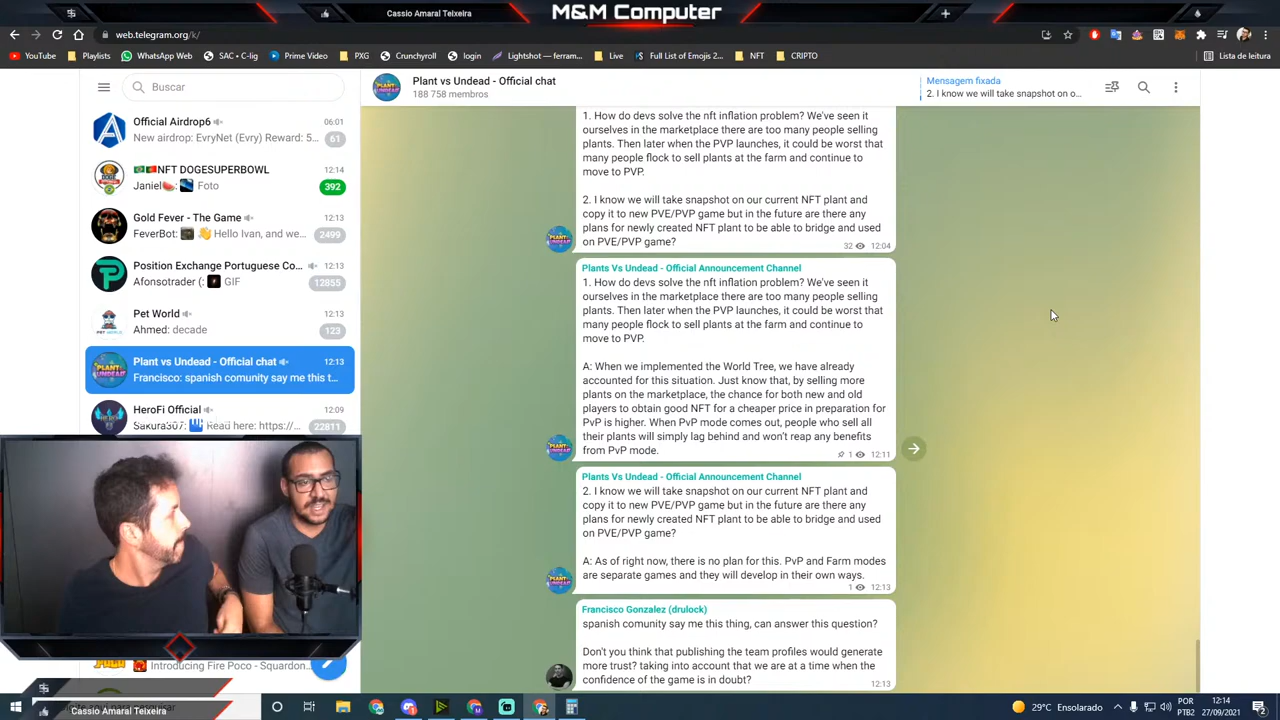 Cassio Amaral Teixeira
M&M Computer
web.telegram.org/k/
YouTube
Playlists
WhatsApp Web
SAC • C-lig
Prime Video
PXG
Crunchyroll
login
Lightshot — ferram...
Live
Full List of Emojis 2...
NFT
CRIPTO
Lista de leitura
Buscar
Plant vs Undead - Official chat
188 758 membros
Mensagem fixada
2. I know we will take snapshot on o...
Official Airdrop6
06:01
New airdrop: EvryNet (Evry) Reward: 5...
61
NFT DOGESUPERBOWL
12:14
Janiel🍉: Foto
392
Gold Fever - The Game
12:13
FeverBot: 👋 Hello Ivan, and we...
2499
Position Exchange Portuguese Co...
12:13
Afonsotrader (: GIF
12855
Pet World
12:13
Ahmed: decade
123
Plant vs Undead - Official chat
12:13
Francisco: spanish comunity say me this t...
HeroFi Official
12:09
Sakura307: Read here: https://...
22811
Introducing Fire Poco - Squardon...
1. How do devs solve the nft inflation problem? We've seen it
ourselves in the marketplace there are too many people selling
plants. Then later when the PVP launches, it could be worst that
many people flock to sell plants at the farm and continue to
move to PVP.
2. I know we will take snapshot on our current NFT plant and
copy it to new PVE/PVP game but in the future are there any
plans for newly created NFT plant to be able to bridge and used
on PVE/PVP game?
32 12:04
Plants Vs Undead - Official Announcement Channel
1. How do devs solve the nft inflation problem? We've seen it
ourselves in the marketplace there are too many people selling
plants. Then later when the PVP launches, it could be worst that
many people flock to sell plants at the farm and continue to
move to PVP.
A: When we implemented the World Tree, we have already
accounted for this situation. Just know that, by selling more
plants on the marketplace, the chance for both new and old
players to obtain good NFT for a cheaper price in preparation for
PvP is higher. When PvP mode comes out, people who sell all
their plants will simply lag behind and won't reap any benefits
from PvP mode.
1 12:11
Plants Vs Undead - Official Announcement Channel
2. I know we will take snapshot on our current NFT plant and
copy it to new PVE/PVP game but in the future are there any
plans for newly created NFT plant to be able to bridge and used
on PVE/PVP game?
A: As of right now, there is no plan for this. PvP and Farm modes
are separate games and they will develop in their own ways.
1 12:13
Francisco Gonzalez (drulock)
spanish comunity say me this thing, can answer this question?
Don't you think that publishing the team profiles would generate
more trust? taking into account that we are at a time when the
confidence of the game is in doubt?
12:13
Cassio Amaral Teixeira
29°C Ensolarado
POR
PTB2
12:14
27/09/2021
2